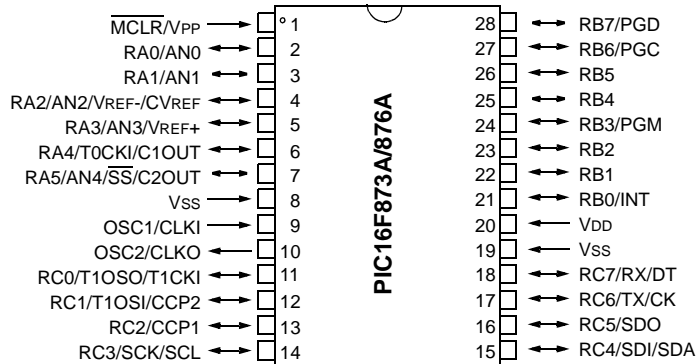 MCLR/VPP 1 28 RB7/PGD
RA0/AN0 2 27 RB6/PGC
RA1/AN1 3 26 RB5
RA2/AN2/VREF-/CVREF 4 25 RB4
RA3/AN3/VREF+ 5 24 RB3/PGM
RA4/T0CKI/C1OUT 6 23 RB2
RA5/AN4/SS/C2OUT 7 22 RB1
VSS 8 21 RB0/INT
OSC1/CLKI 9 20 VDD
OSC2/CLKO 10 19 VSS
RC0/T1OSO/T1CKI 11 18 RC7/RX/DT
RC1/T1OSI/CCP2 12 17 RC6/TX/CK
RC2/CCP1 13 16 RC5/SDO
RC3/SCK/SCL 14 15 RC4/SDI/SDA
PIC16F873A/876A